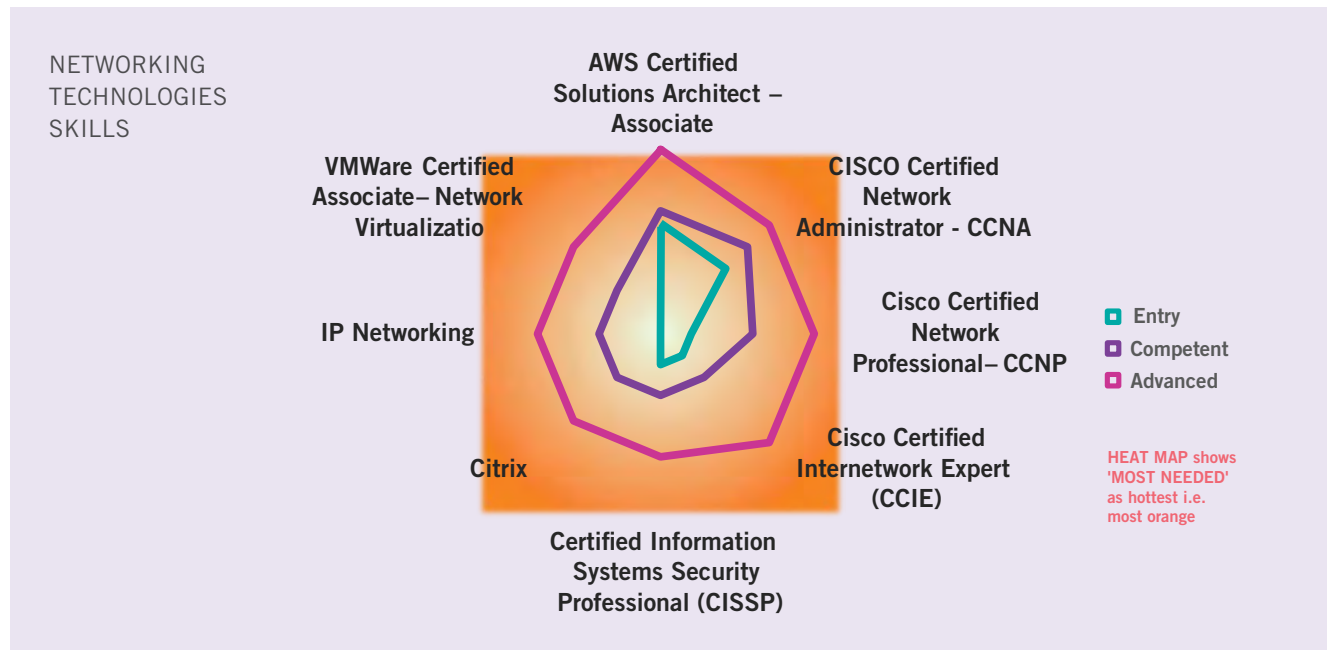 NETWORKING
TECHNOLOGIES
SKILLS
AWS Certified
Solutions Architect –
Associate
VMWare Certified
Associate– Network
Virtualizatio
CISCO Certified
Network
Administrator - CCNA
IP Networking
Cisco Certified
Network
Professional– CCNP
Entry
Competent
Advanced
Citrix
Cisco Certified
Internetwork Expert
(CCIE)
HEAT MAP shows
'MOST NEEDED'
as hottest i.e.
most orange
Certified Information
Systems Security
Professional (CISSP)